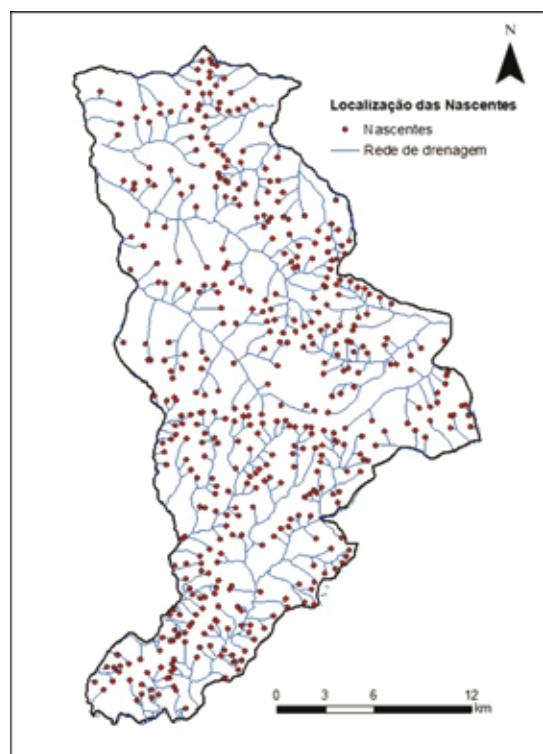 N
Localização das Nascentes
Nascentes
Rede de drenagem
0 3 6 12
km